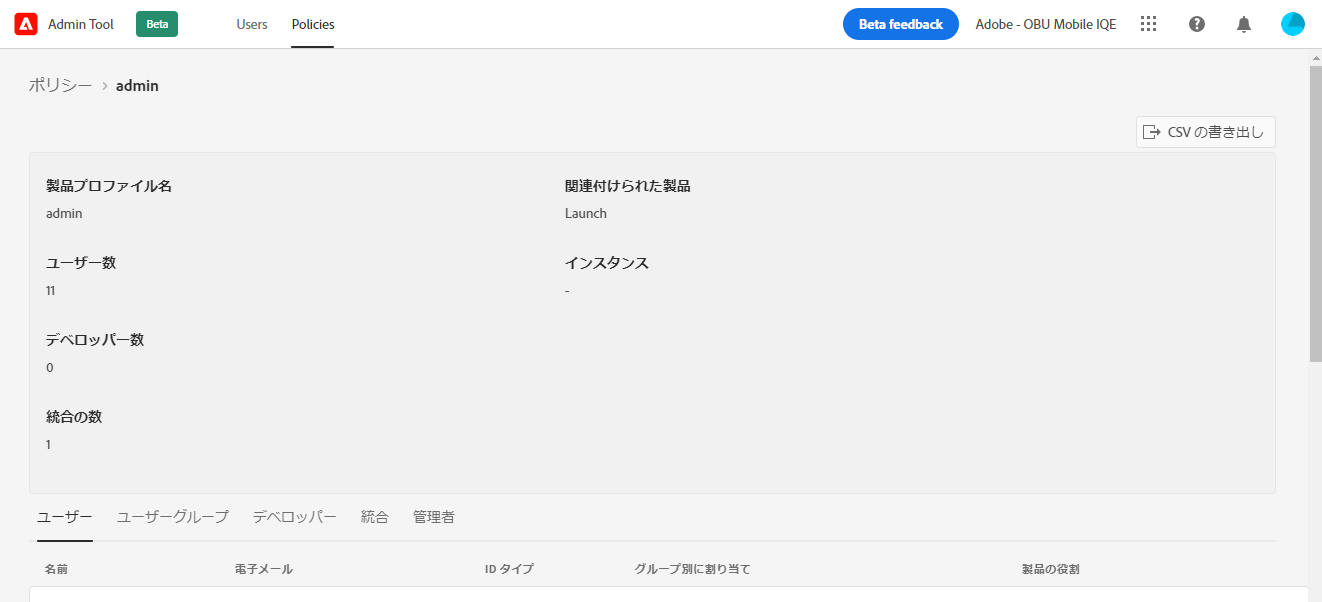 Admin Tool Beta Users Policies Beta feedback Adobe - OBU Mobile IQE
ポリシー > admin
CSV の書き出し
製品プロファイル名 関連付けられた製品
admin Launch
ユーザー数 インスタンス
11 -
デベロッパー数
0
統合の数
1
ユーザー ユーザーグループ デベロッパー 統合 管理者
名前 電子メール ID タイプ グループ別に割り当て 製品の役割